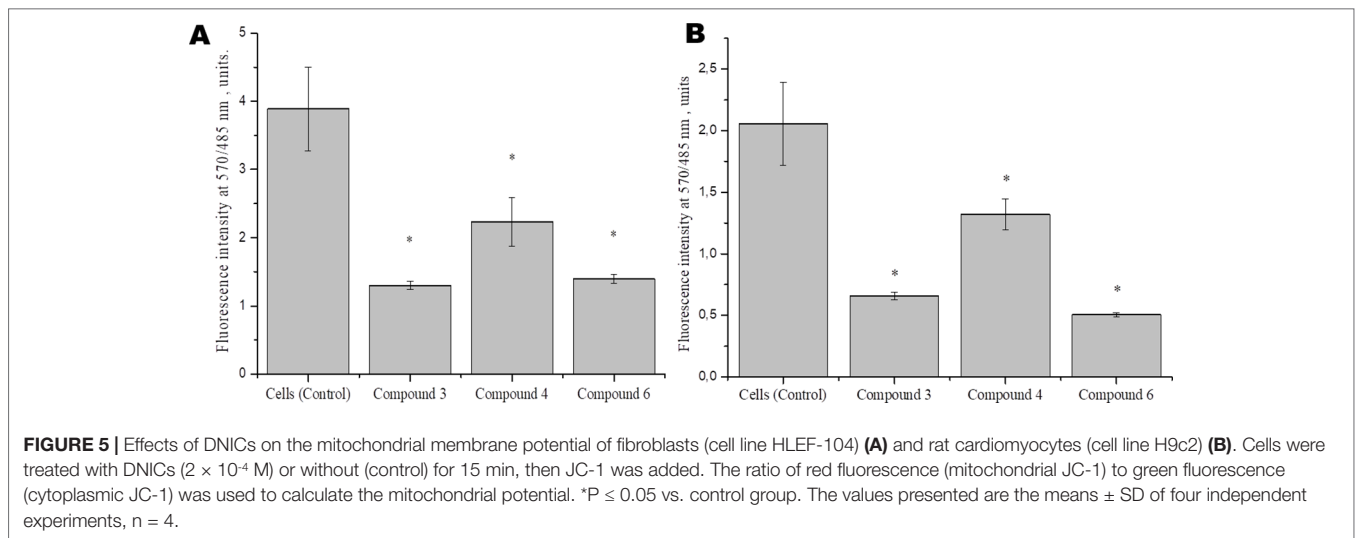 A
Fluorescence intensity at 570/485 nm , units.
5
4
3
2
1
0
*
*
*
Cells (Control) Compound 3 Compound 4 Compound 6
B
Fluorescence intensity at 570/485 nm , units
2,5
2,0
1,5
1,0
0,5
0,0
*
*
*
Cells (Control) Compound 3 Compound 4 Compound 6
FIGURE 5 | Effects of DNICs on the mitochondrial membrane potential of fibroblasts (cell line HLEF-104) (A) and rat cardiomyocytes (cell line H9c2) (B). Cells were
treated with DNICs (2 × 10⁻⁴ M) or without (control) for 15 min, then JC-1 was added. The ratio of red fluorescence (mitochondrial JC-1) to green fluorescence
(cytoplasmic JC-1) was used to calculate the mitochondrial potential. *P ≤ 0.05 vs. control group. The values presented are the means ± SD of four independent
experiments, n = 4.